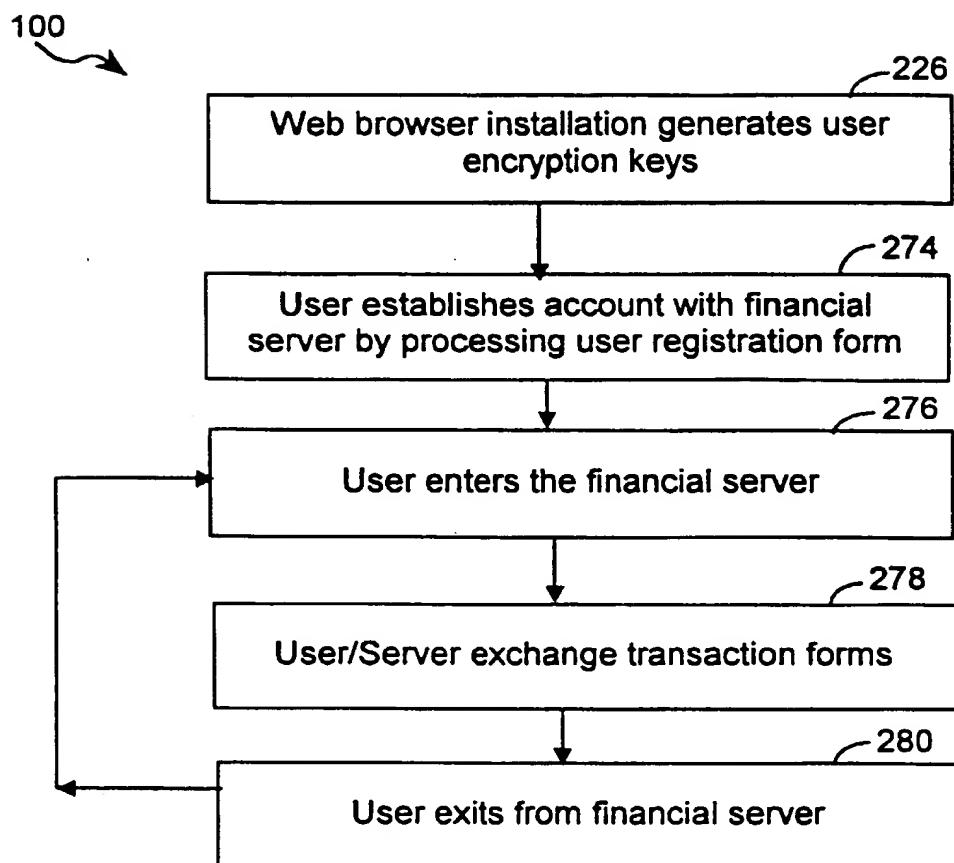 100
226
Web browser installation generates user
encryption keys
274
User establishes account with financial
server by processing user registration form
276
User enters the financial server
278
User/Server exchange transaction forms
280
User exits from financial server